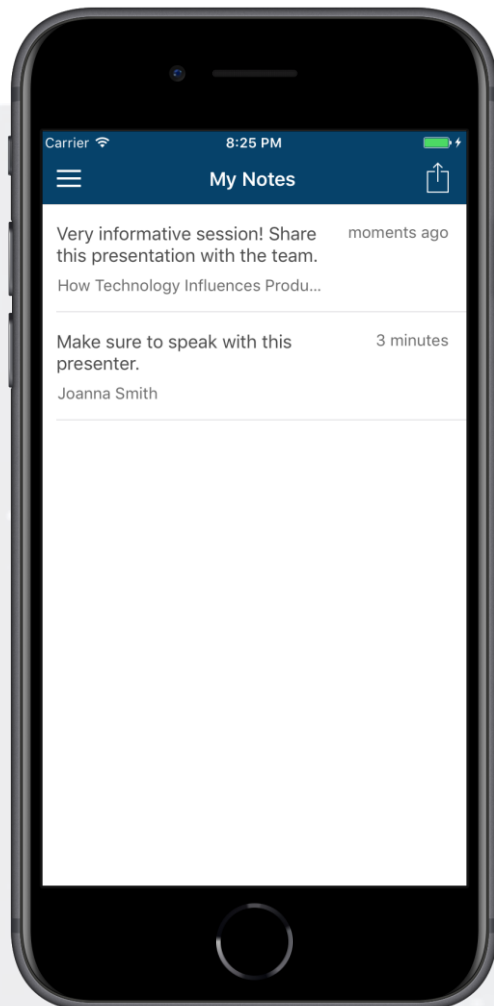 Carrier 8:25 PM
My Notes
Very informative session! Share moments ago
this presentation with the team.
How Technology Influences Produ...
Make sure to speak with this 3 minutes
presenter.
Joanna Smith